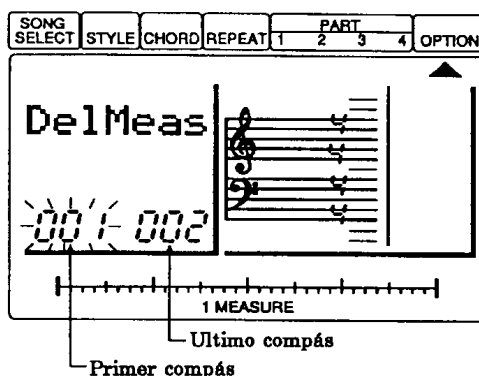 SONG SELECT STYLE CHORD REPEAT PART 1 2 3 4 OPTION
DelMeas
001 002
1 MEASURE
Ultimo compás
Primer compás